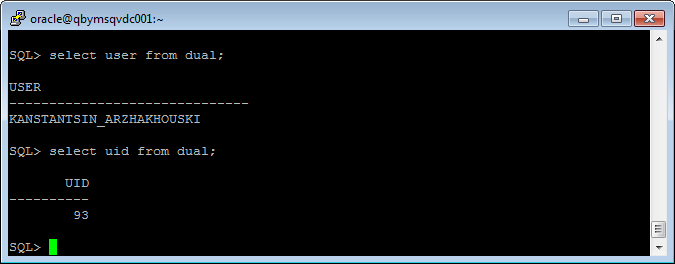 oracle@qbymsqvdc001:~
SQL> select user from dual;
USER
------------------------------
KANSTANTSIN_ARZHAKHOUSKI
SQL> select uid from dual;
UID
----------
93
SQL>